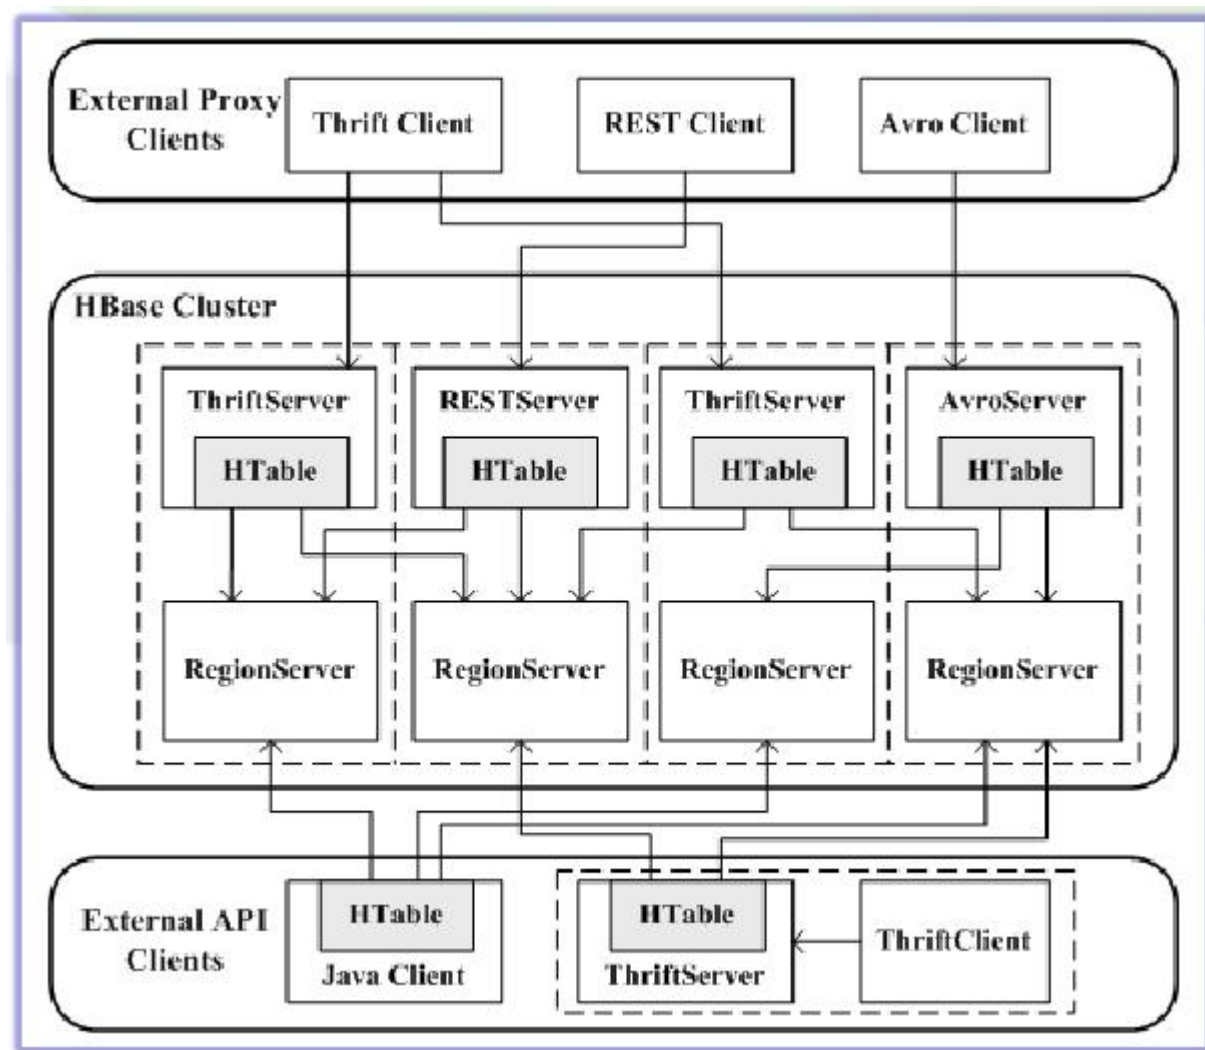 External Proxy
Clients
Thrift Client
REST Client
Avro Client
HBase Cluster
ThriftServer
RESTServer
ThriftServer
AvroServer
HTable
HTable
HTable
HTable
RegionServer
RegionServer
RegionServer
RegionServer
External API
Clients
HTable
Java Client
HTable
ThriftServer
ThriftClient